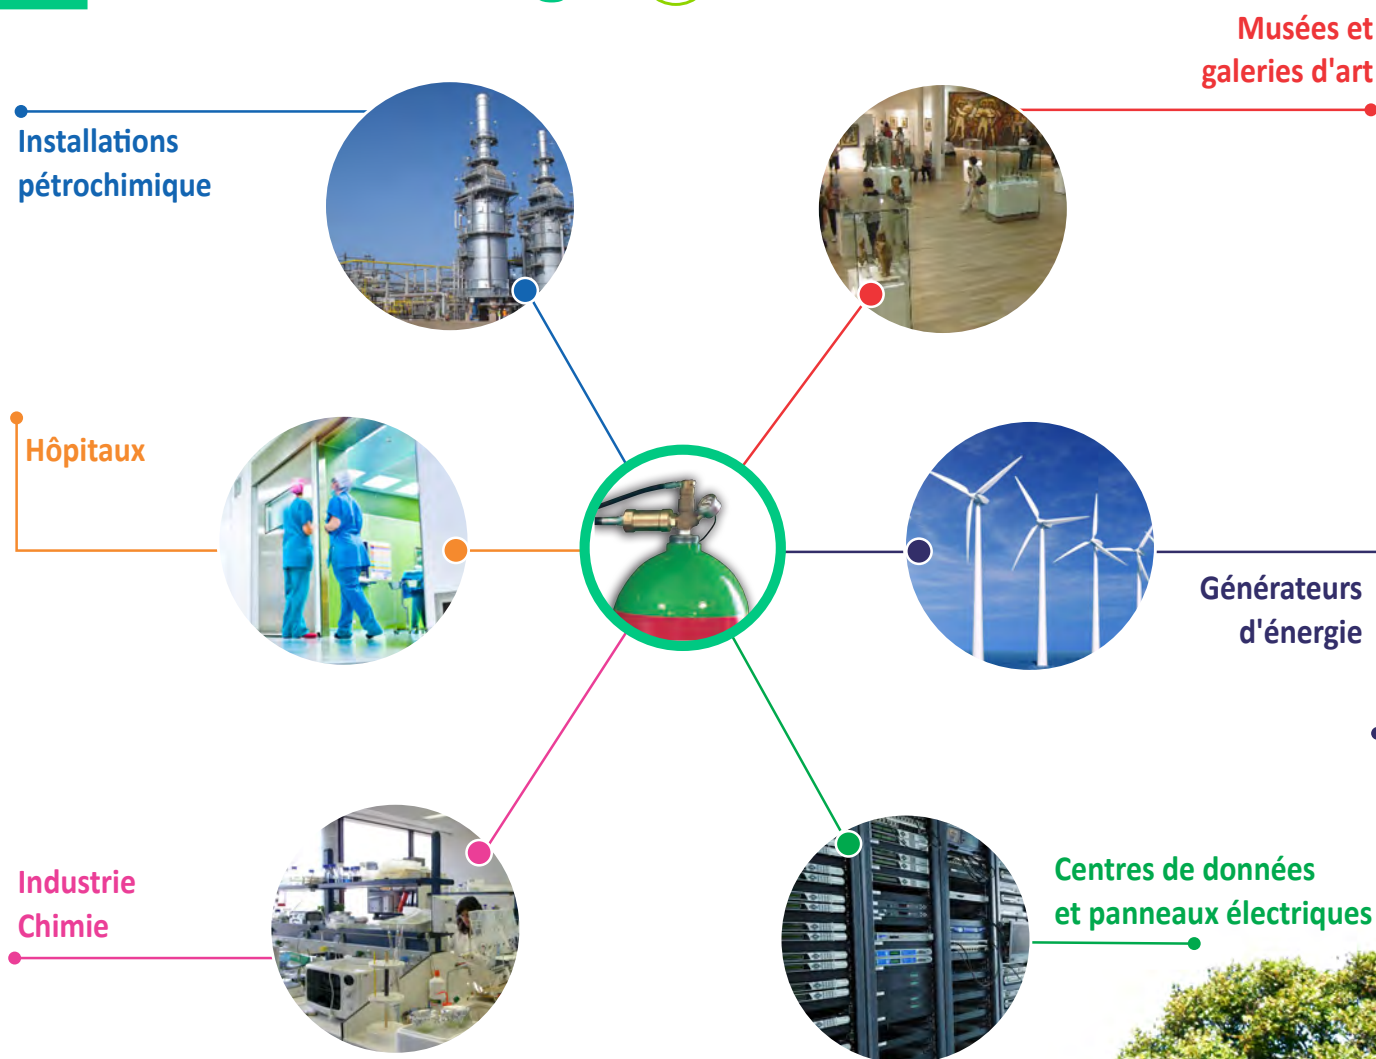 Musées et
galeries d'art
Installations
pétrochimique
Hôpitaux
Générateurs
d'énergie
Industrie
Chimie
Centres de données
et panneaux électriques